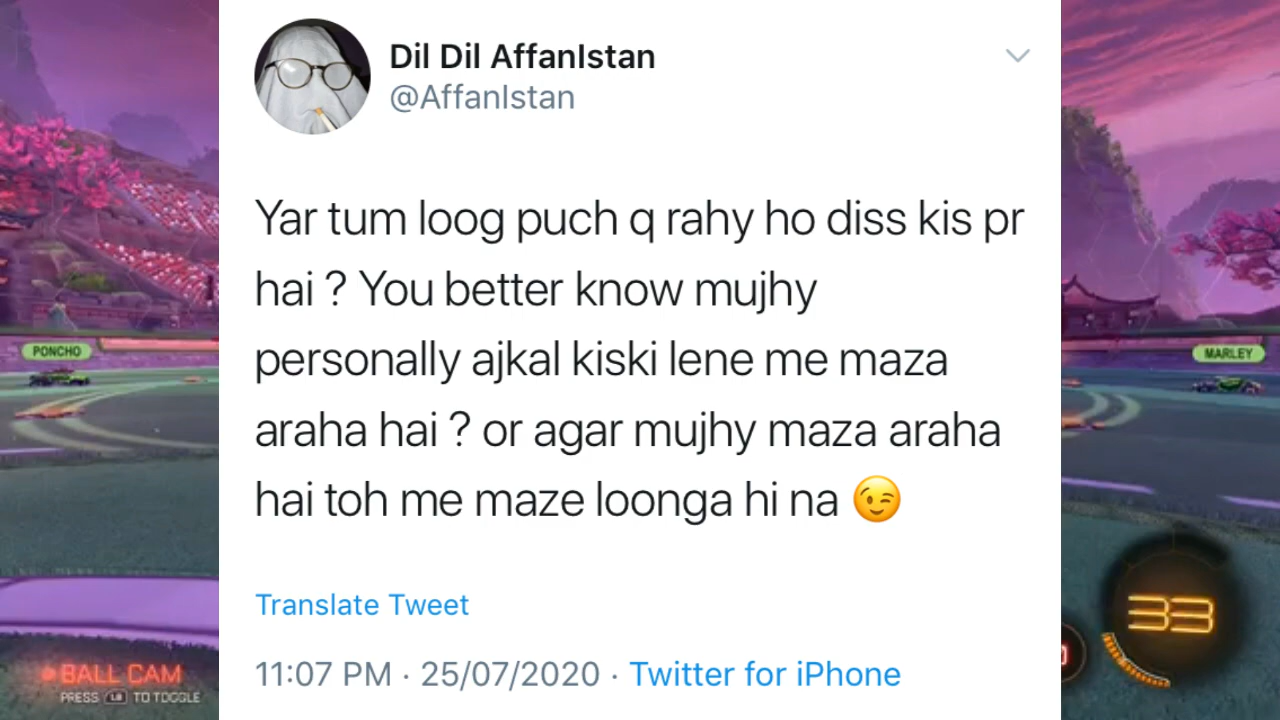 Dil Dil AffanIstan
@AffanIstan
Yar tum loog puch q rahy ho diss kis pr
hai ? You better know mujhy
personally ajkal kiski lene me maza
araha hai ? or agar mujhy maza araha
hai toh me maze loonga hi na 😉
Translate Tweet
11:07 PM · 25/07/2020 · Twitter for iPhone
PONCHO
MARLEY
33
BALL CAM
PRESS LB TO TOGGLE